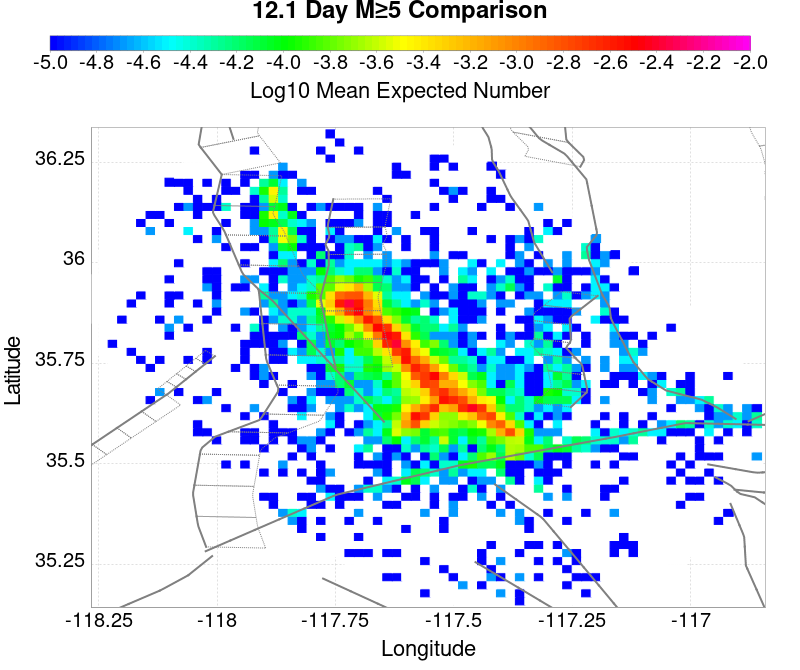 12.1 Day M≥5 Comparison
-5.0 -4.8 -4.6 -4.4 -4.2 -4.0 -3.8 -3.6 -3.4 -3.2 -3.0 -2.8 -2.6 -2.4 -2.2 -2.0
Log10 Mean Expected Number
36.25
36
35.75
35.5
35.25
Latitude
-118.25 -118 -117.75 -117.5 -117.25 -117
Longitude